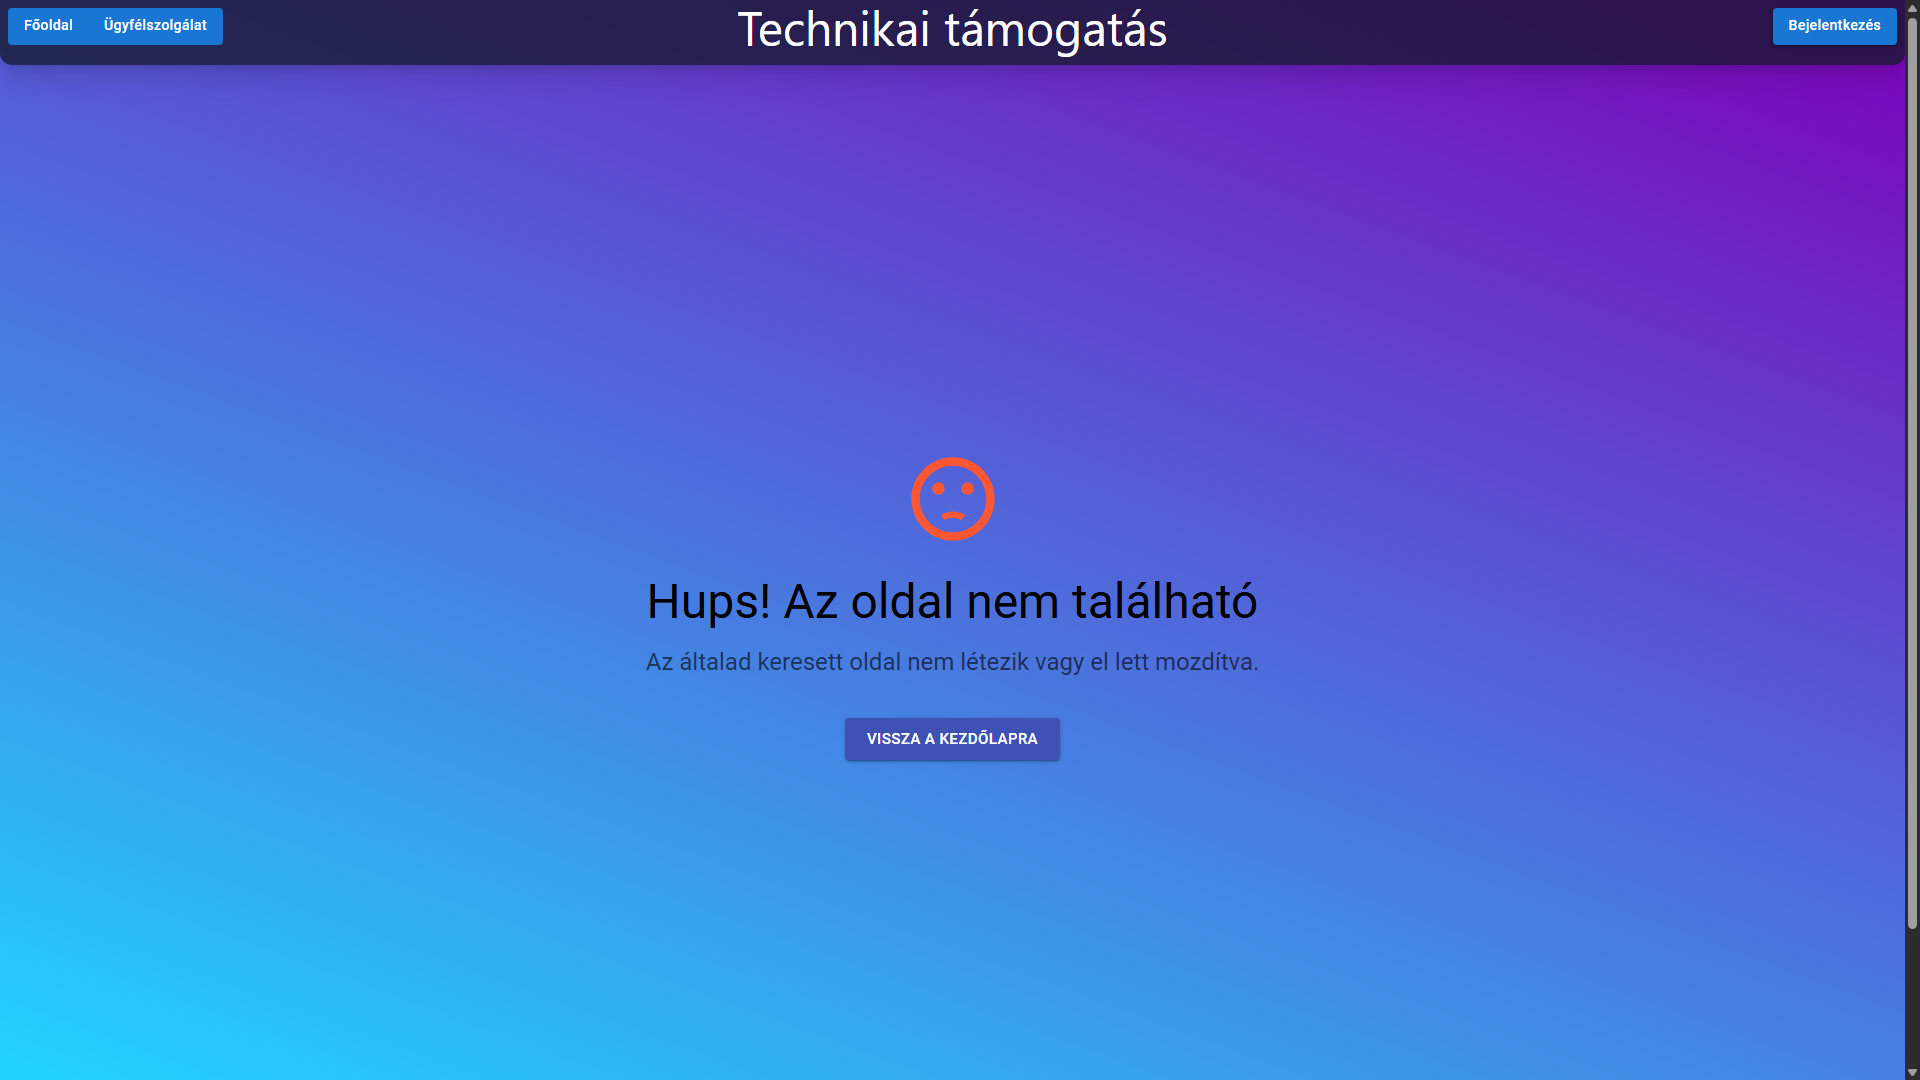 Főoldal
Ügyfélszolgálat
Technikai támogatás
Bejelentkezés
Hups! Az oldal nem található
Az általad keresett oldal nem létezik vagy el lett mozdítva.
VISSZA A KEZDŐLAPRA